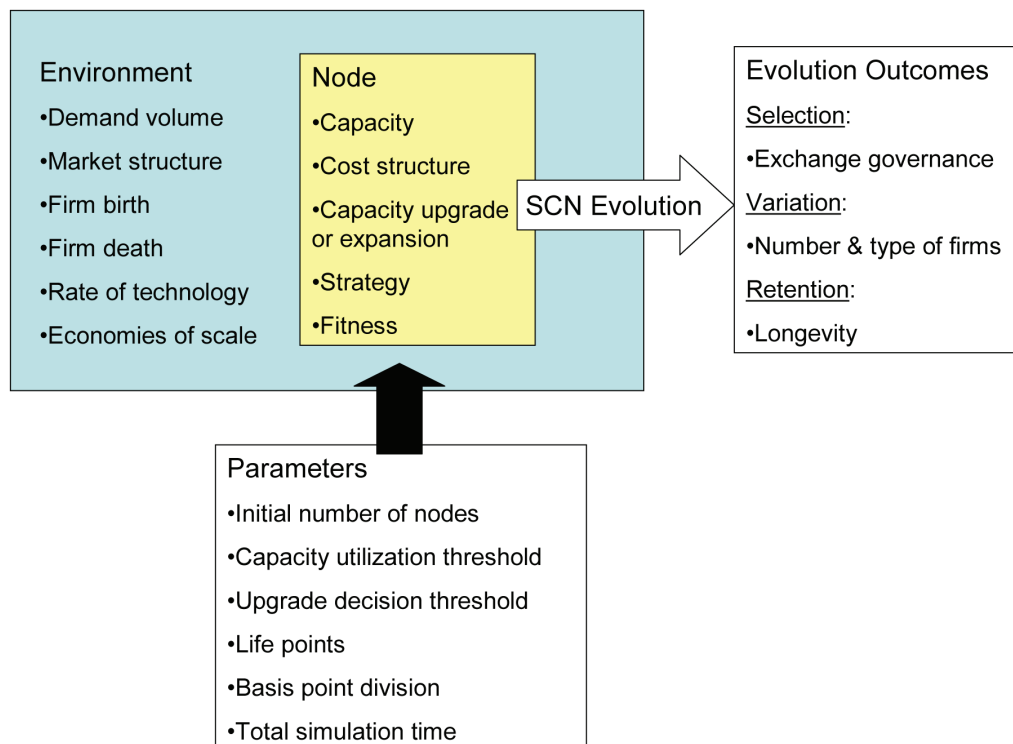 Environment
•Demand volume
•Market structure
•Firm birth
•Firm death
•Rate of technology
•Economies of scale
Node
•Capacity
•Cost structure
•Capacity upgrade
or expansion
•Strategy
•Fitness
SCN Evolution
Evolution Outcomes
Selection:
•Exchange governance
Variation:
•Number & type of firms
Retention:
•Longevity
Parameters
•Initial number of nodes
•Capacity utilization threshold
•Upgrade decision threshold
•Life points
•Basis point division
•Total simulation time